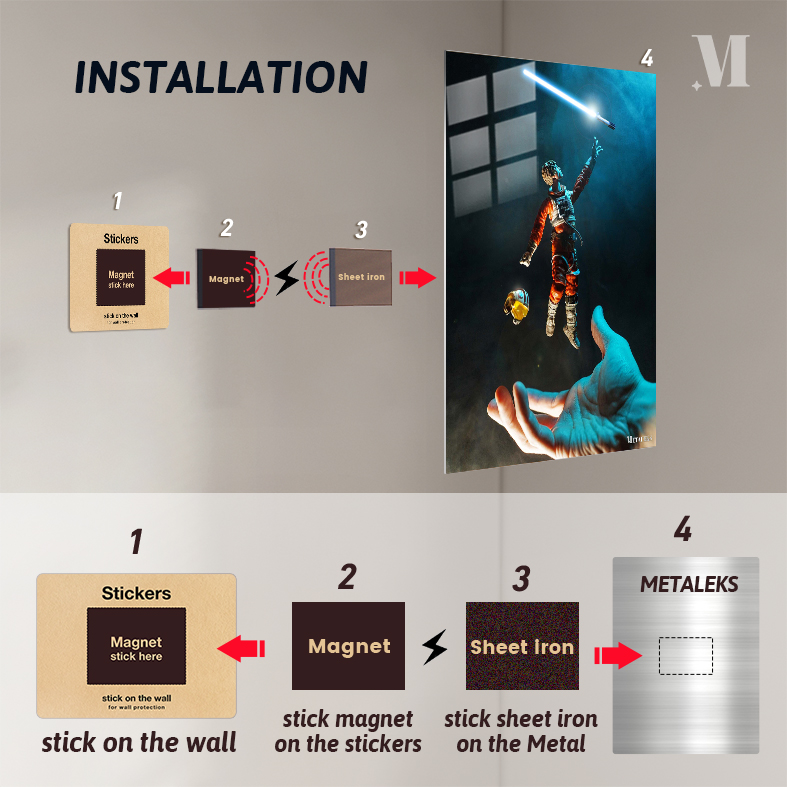 INSTALLATION
4
M
1
2
3
Stickers
Magnet
stick here
stick on the wall
for wall protection
Magnet
Sheet iron
1
2
3
4
Stickers
Magnet
stick here
stick on the wall
for wall protection
Magnet
Sheet iron
METALEKS
stick on the wall
stick magnet
on the stickers
stick sheet iron
on the Metal